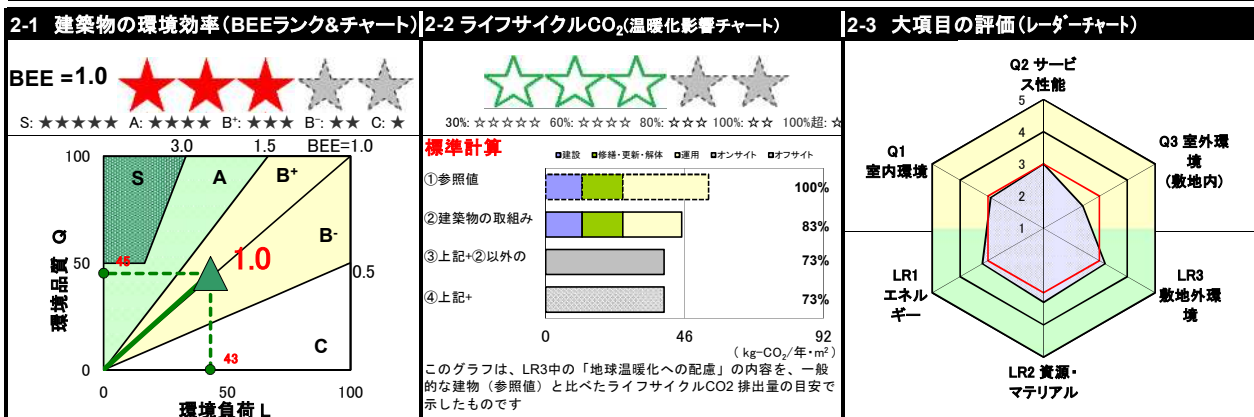 2-1 建築物の環境効率(BEEランク&チャート)
BEE =1.0
S: ★★★★★ A: ★★★★ B⁺: ★★★ B⁻: ★★ C: ★
3.0 1.5 BEE=1.0
100
S
A
B⁺
B⁻
C
0.5
50
45
1.0
43
0
0 50 100
環境品質 Q
環境負荷 L
2-2 ライフサイクルCO₂(温暖化影響チャート)
30%: ☆☆☆☆☆ 60%: ☆☆☆☆ 80%: ☆☆☆ 100%: ☆☆ 100%超: ☆
標準計算
■建設 ■修繕・更新・解体 □運用 ■オンサイト ■オフサイト
①参照値 100%
②建築物の取組み 83%
③上記+②以外の 73%
④上記+ 73%
0 46 92
( kg-CO₂/年・m² )
このグラフは、LR3中の「地球温暖化への配慮」の内容を、一般
的な建物(参照値)と比べたライフサイクルCO2 排出量の目安で
示したものです
2-3 大項目の評価(レーダーチャート)
Q2 サービ
ス性能
5
4
3
2
1
Q3 室外環
境
(敷地内)
Q1
室内環境
LR1
エネル
ギー
LR3
敷地外環
境
LR2 資源・
マテリアル